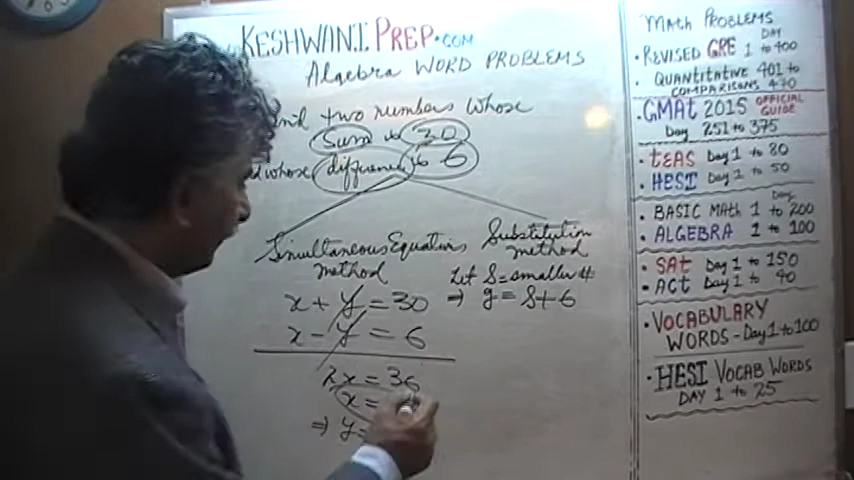 KESHWANI PREP.COM
Algebra WORD PROBLEMS
two numbers whose
Sum is 30
whose difference is 6
Simultaneous Equations
method
x + y = 30
x - y = 6
2x = 36
x =
⇒ y =
Substitution
method
Let S = smaller #
⇒ g = S + 6
MATH PROBLEMS
• REVISED GRE DAY 1 to 400
• QUANTITATIVE 401 to
COMPARISONS 430
• GMAT 2015 OFFICIAL GUIDE
Day 251 to 375
• TEAS Day 1 to 80
• HESI Day 1 to 50
Day
• BASIC MATH 1 to 200
• ALGEBRA 1 to 100
• SAT Day 1 to 150
• ACT Day 1 to 90
• VOCABULARY
WORDS - Day 1 to 100
• HESI VOCAB WORDS
DAY 1 to 25